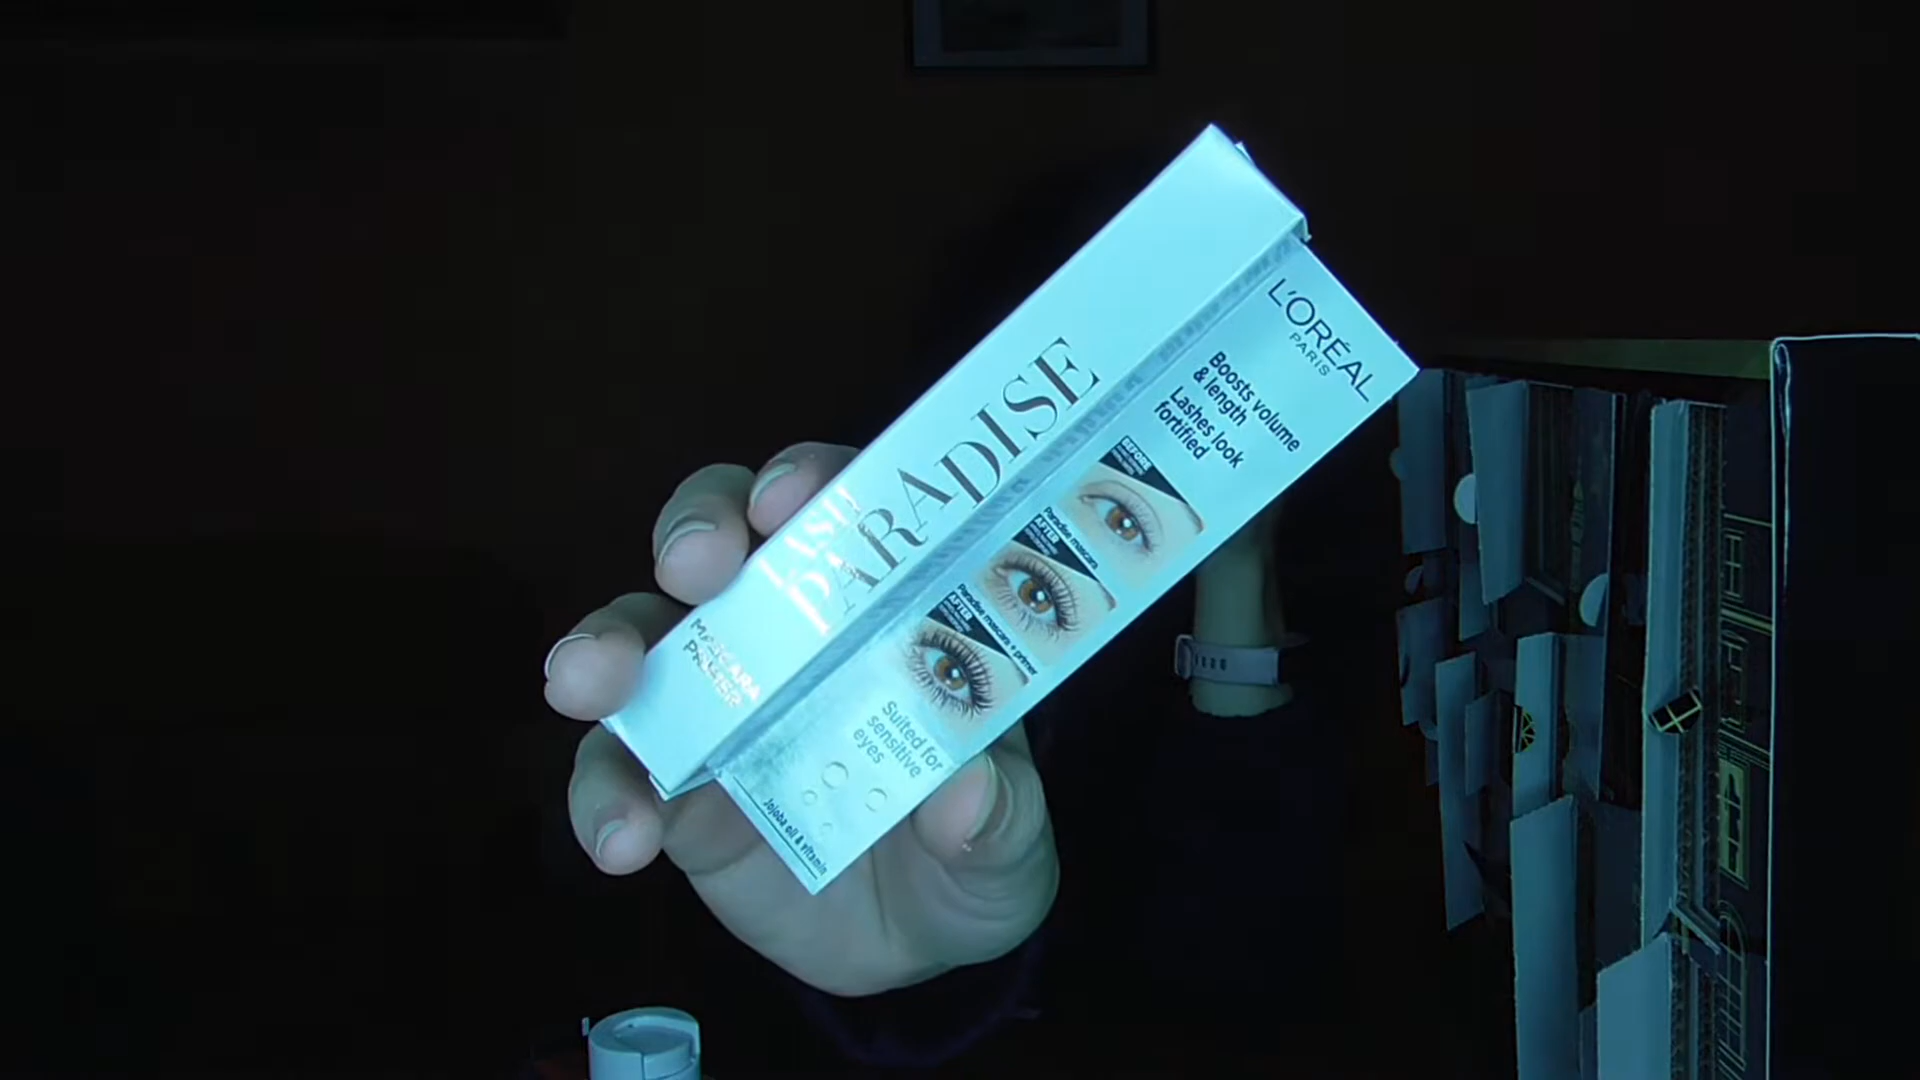 LASH
PARADISE
MASCARA
PRIMER
L'ORÉAL
PARIS
Boosts volume
& length
Lashes look
fortified
BEFORE
Paradise mascara
AFTER
Paradise mascara + primer
AFTER
Suited for
sensitive
eyes
Jojoba oil & vitamin